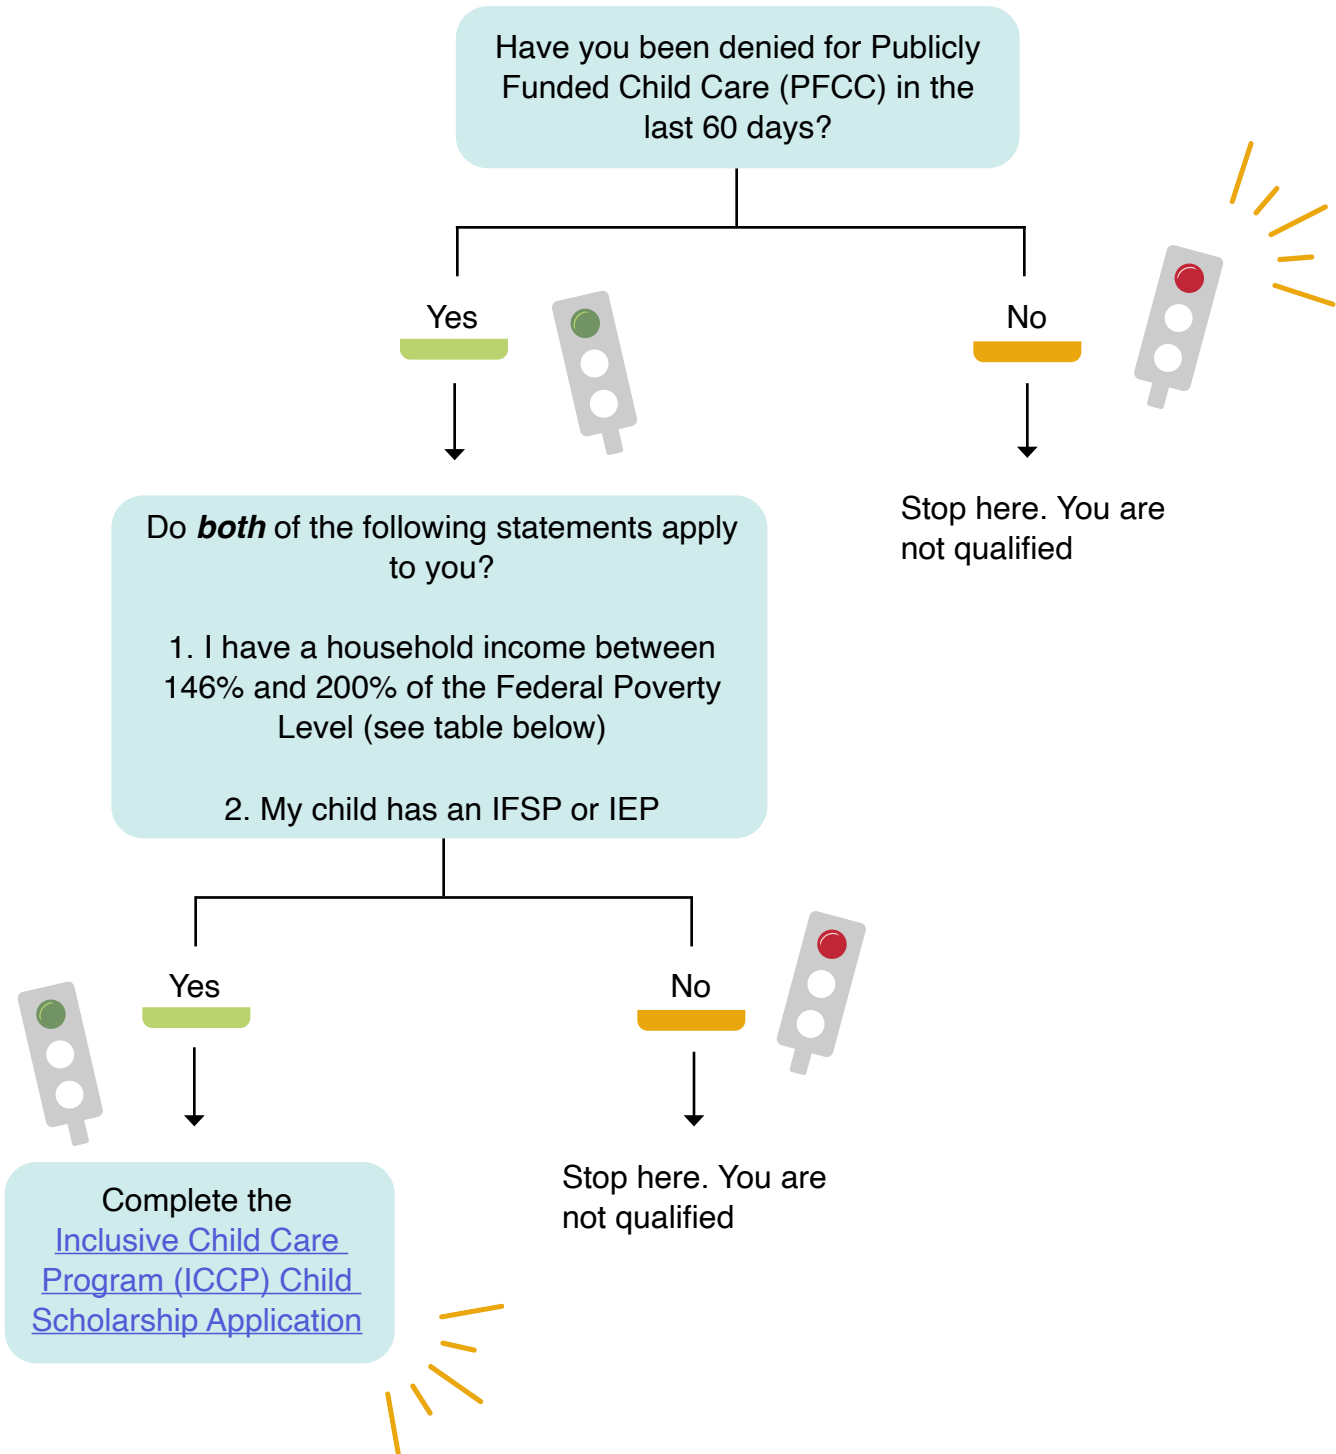 Have you been denied for Publicly
Funded Child Care (PFCC) in the
last 60 days?
Yes
No
Stop here. You are
not qualified
Do both of the following statements apply
to you?
1. I have a household income between
146% and 200% of the Federal Poverty
Level (see table below)
2. My child has an IFSP or IEP
Yes
No
Complete the
Inclusive Child Care
Program (ICCP) Child
Scholarship Application
Stop here. You are
not qualified